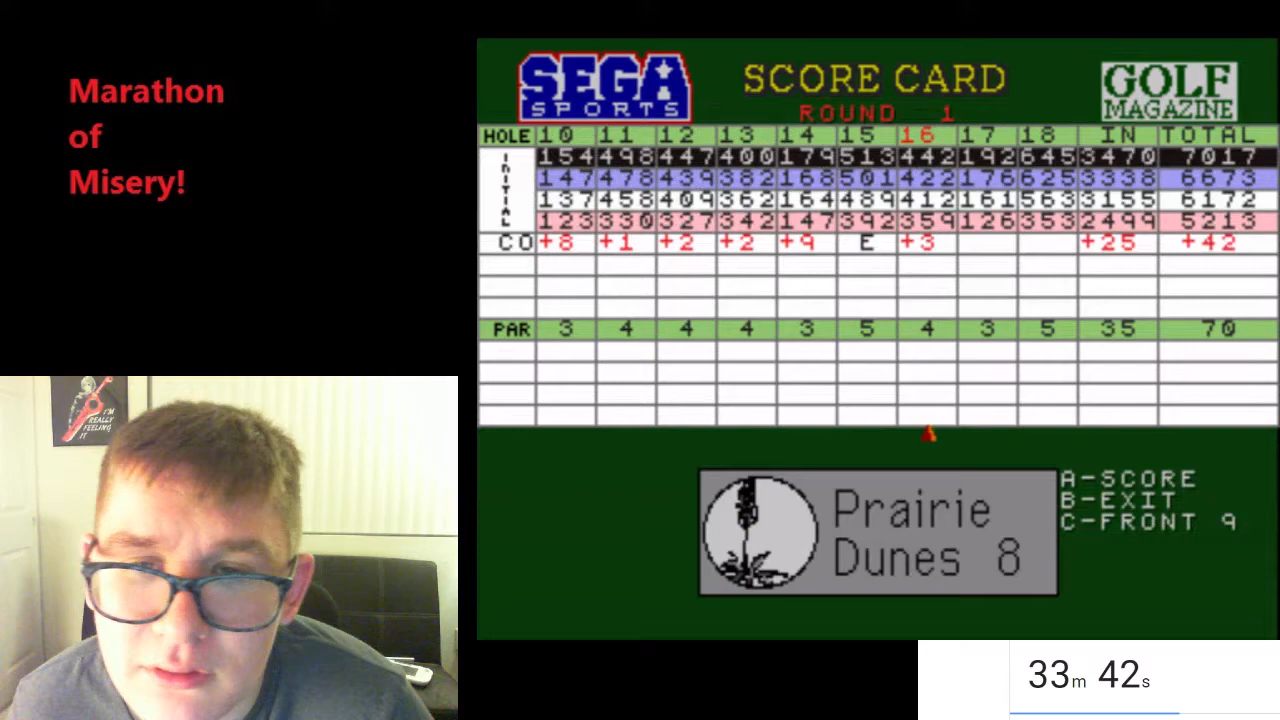 Marathon
of
Misery!
I'M
REALLY
FEELING
IT
SEGA
SPORTS
SCORE CARD
ROUND 1
GOLF
MAGAZINE
HOLE 10 11 12 13 14 15 16 17 18 IN TOTAL
INITIAL
154 498 447 400 179 513 442 192 645 3470 7017
147 478 439 382 168 501 422 176 625 3338 6673
137 458 409 362 164 489 412 161 563 3155 6172
123 330 327 342 147 392 359 126 353 2499 5213
CO +8 +1 +2 +2 +9 E +3 +25 +42
PAR 3 4 4 4 3 5 4 3 5 35 70
Prairie
Dunes 8
A-SCORE
B-EXIT
C-FRONT 9
33m 42s